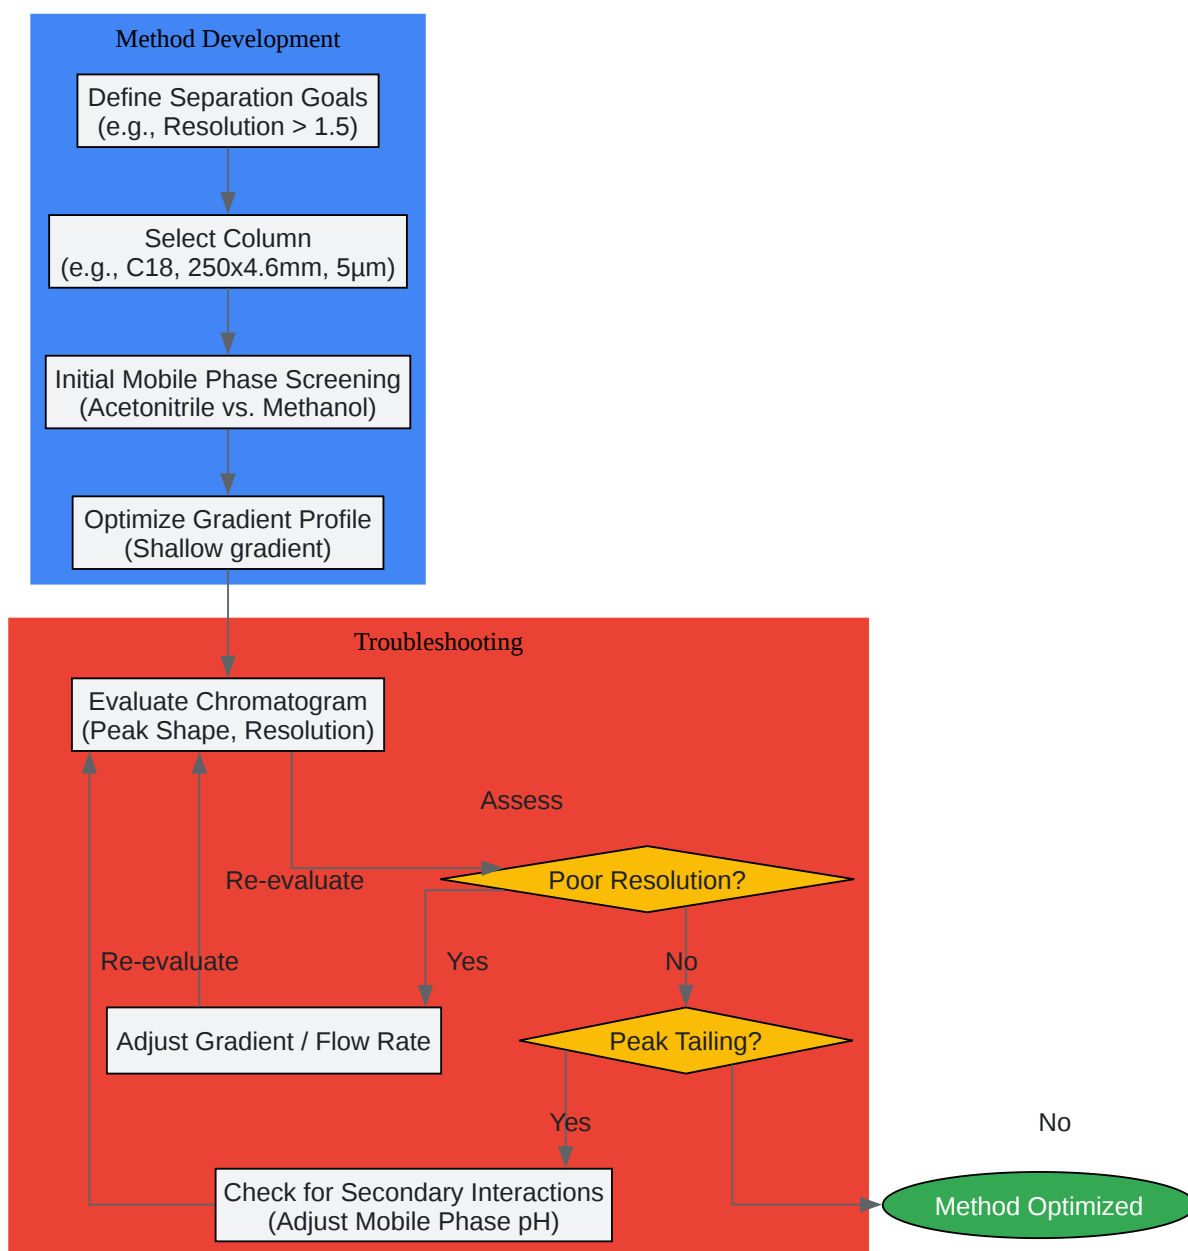 Method Development
Define Separation Goals
(e.g., Resolution > 1.5)
Select Column
(e.g., C18, 250x4.6mm, 5µm)
Initial Mobile Phase Screening
(Acetonitrile vs. Methanol)
Optimize Gradient Profile
(Shallow gradient)
Troubleshooting
Evaluate Chromatogram
(Peak Shape, Resolution)
Assess
Re-evaluate
Poor Resolution?
Re-evaluate
Yes
No
Adjust Gradient / Flow Rate
Peak Tailing?
Yes
No
Check for Secondary Interactions
(Adjust Mobile Phase pH)
Method Optimized